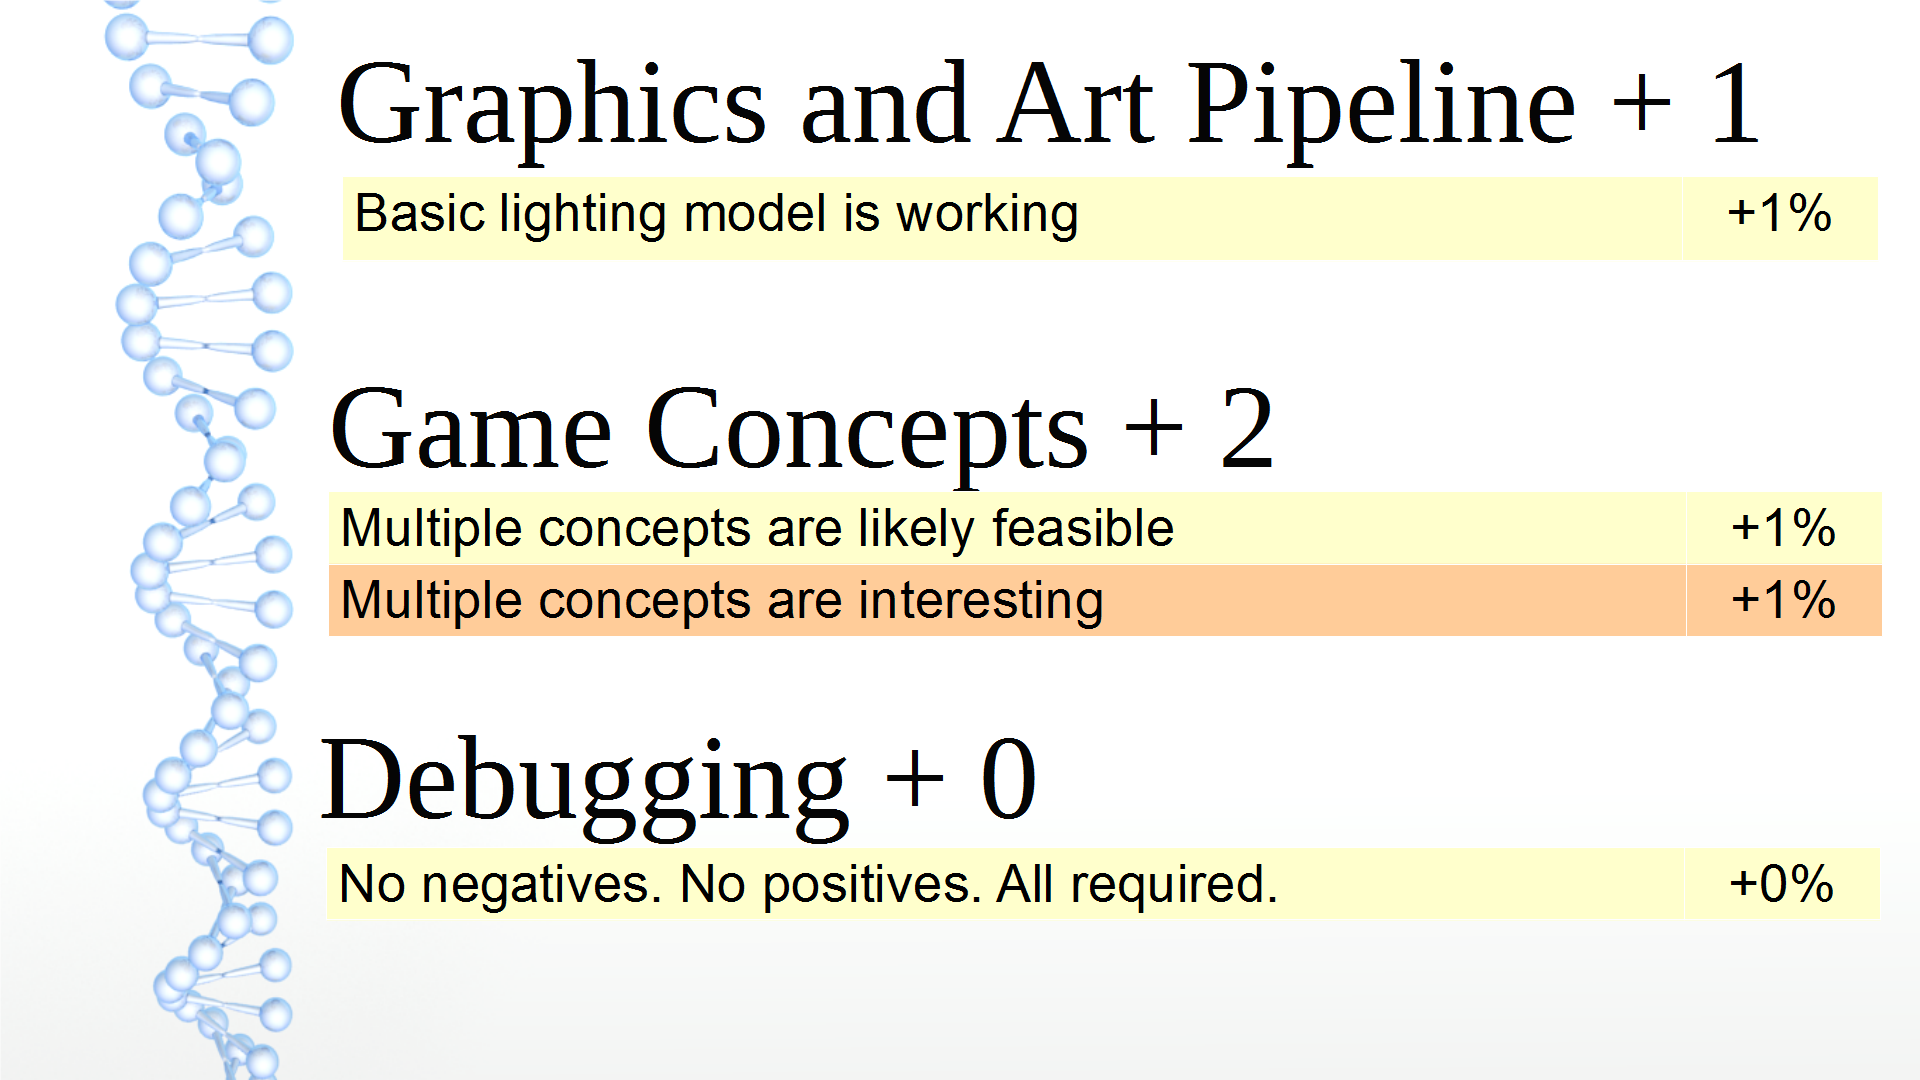 Graphics and Art Pipeline + 1
Basic lighting model is working +1%
Game Concepts + 2
Multiple concepts are likely feasible +1%
Multiple concepts are interesting +1%
Debugging + 0
No negatives. No positives. All required. +0%